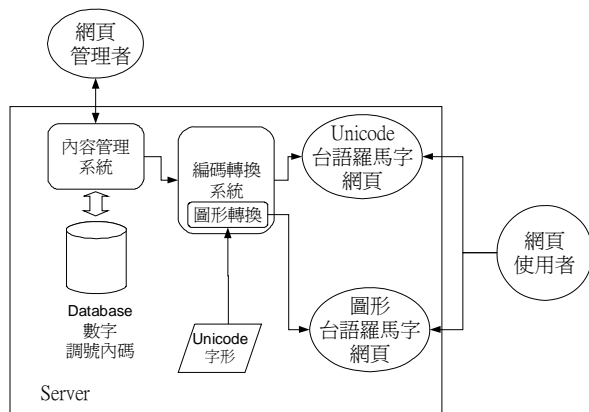 網頁
管理者
內容管理
系統
編碼轉換
系統
圖形轉換
Unicode
台語羅馬字
網頁
網頁
使用者
Database
數字
調號內碼
Unicode
字形
圖形
台語羅馬字
網頁
Server